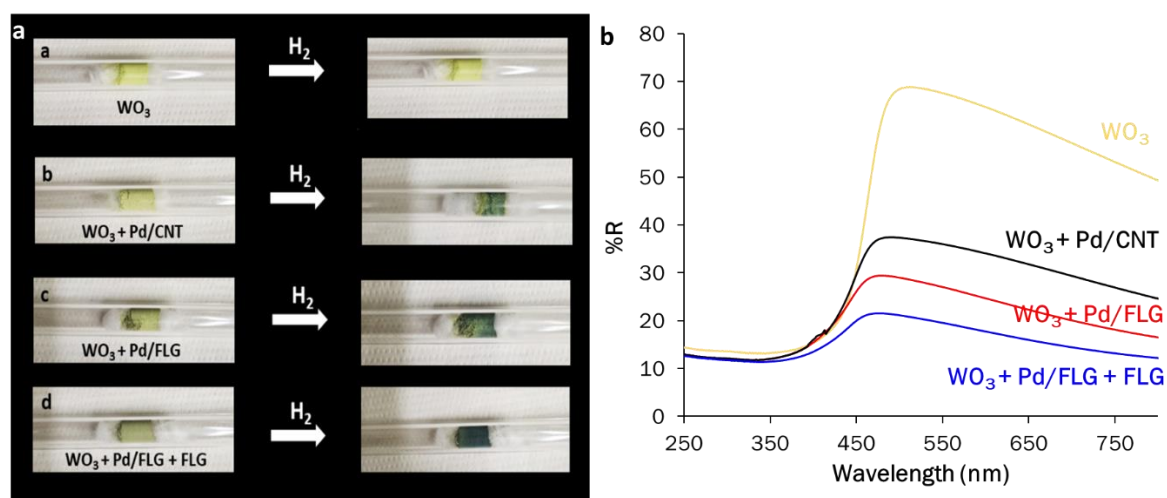 a
a
H₂
WO₃
b
H₂
WO₃ + Pd/CNT
c
H₂
WO₃ + Pd/FLG
d
H₂
WO₃ + Pd/FLG + FLG
b
80
70
60
50
40
30
20
10
0
%R
WO₃
WO₃ + Pd/CNT
WO₃ + Pd/FLG
WO₃ + Pd/FLG + FLG
250 350 450 550 650 750
Wavelength (nm)